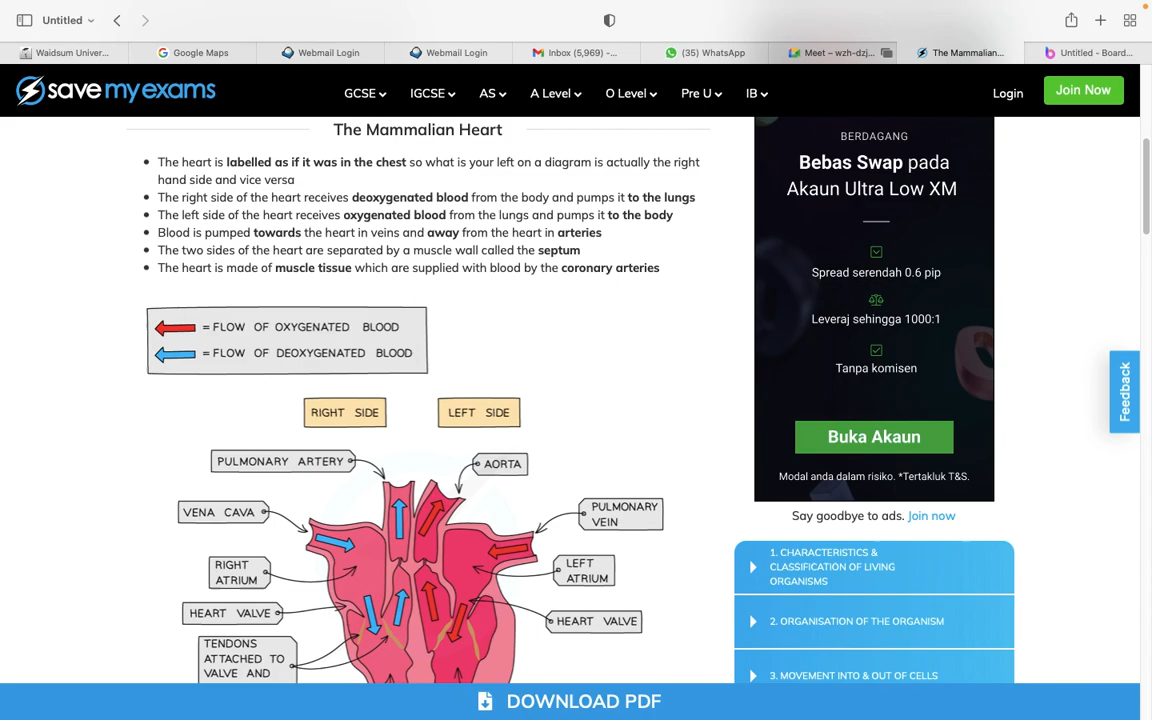 Untitled
Waidsum Univer...
Google Maps
Webmail Login
Webmail Login
Inbox (5,969) -...
(35) WhatsApp
Meet – wzh-dzj...
The Mammalian...
Untitled - Board...
save my exams
GCSE
IGCSE
AS
A Level
O Level
Pre U
IB
Login
Join Now
The Mammalian Heart
The heart is labelled as if it was in the chest so what is your left on a diagram is actually the right
hand side and vice versa
The right side of the heart receives deoxygenated blood from the body and pumps it to the lungs
The left side of the heart receives oxygenated blood from the lungs and pumps it to the body
Blood is pumped towards the heart in veins and away from the heart in arteries
The two sides of the heart are separated by a muscle wall called the septum
The heart is made of muscle tissue which are supplied with blood by the coronary arteries
= FLOW OF OXYGENATED BLOOD
= FLOW OF DEOXYGENATED BLOOD
RIGHT SIDE
LEFT SIDE
PULMONARY ARTERY
AORTA
VENA CAVA
PULMONARY
VEIN
RIGHT
ATRIUM
LEFT
ATRIUM
HEART VALVE
HEART VALVE
TENDONS
ATTACHED TO
VALVE AND
BERDAGANG
Bebas Swap pada
Akaun Ultra Low XM
Spread serendah 0.6 pip
Leveraj sehingga 1000:1
Tanpa komisen
Buka Akaun
Modal anda dalam risiko. *Tertakluk T&S.
Say goodbye to ads. Join now
1. CHARACTERISTICS &
CLASSIFICATION OF LIVING
ORGANISMS
2. ORGANISATION OF THE ORGANISM
3. MOVEMENT INTO & OUT OF CELLS
Feedback
DOWNLOAD PDF